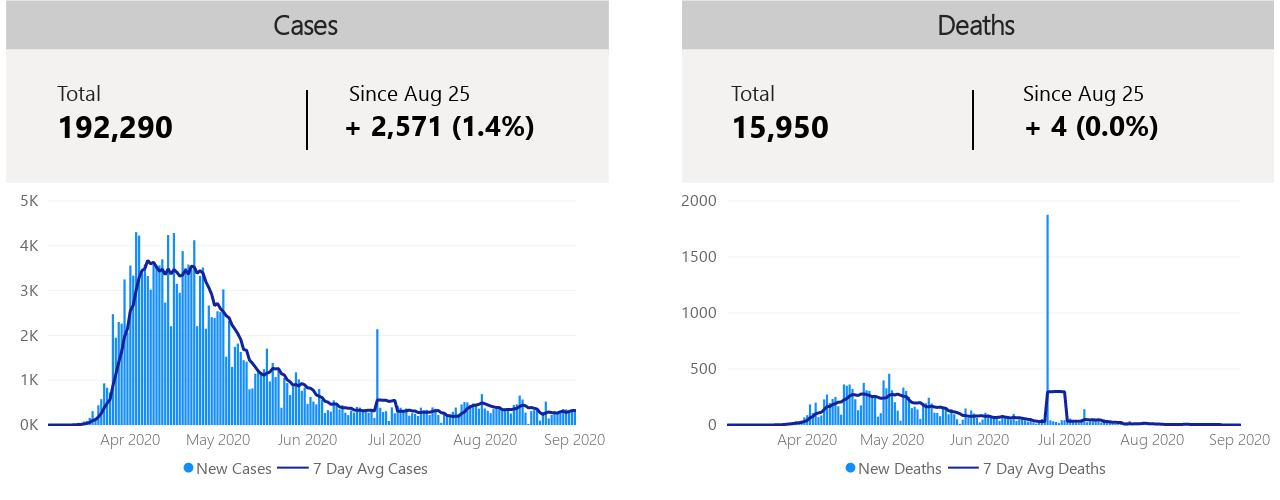 Cases
Total
192,290
Since Aug 25
+ 2,571 (1.4%)
5K
4K
3K
2K
1K
0K
Apr 2020
May 2020
Jun 2020
Jul 2020
Aug 2020
Sep 2020
New Cases
7 Day Avg Cases
Deaths
Total
15,950
Since Aug 25
+ 4 (0.0%)
2000
1500
1000
500
0
Apr 2020
May 2020
Jun 2020
Jul 2020
Aug 2020
Sep 2020
New Deaths
7 Day Avg Deaths